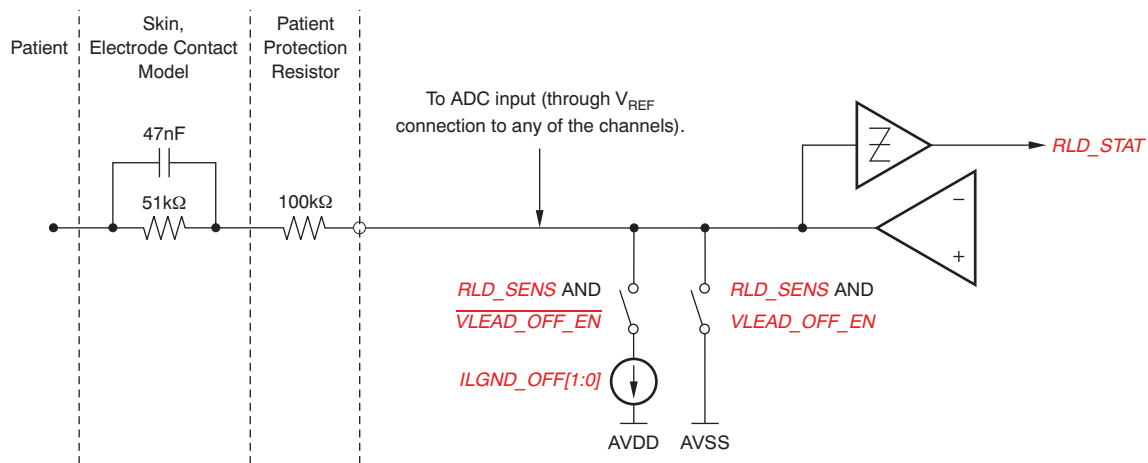 Patient
Skin,
Electrode Contact
Model
Patient
Protection
Resistor
To ADC input (through VREF
connection to any of the channels).
47nF
51kΩ
100kΩ
RLD_STAT
−
+
RLD_SENS AND
VLEAD_OFF_EN
RLD_SENS AND
VLEAD_OFF_EN
ILGND_OFF[1:0]
AVDD
AVSS